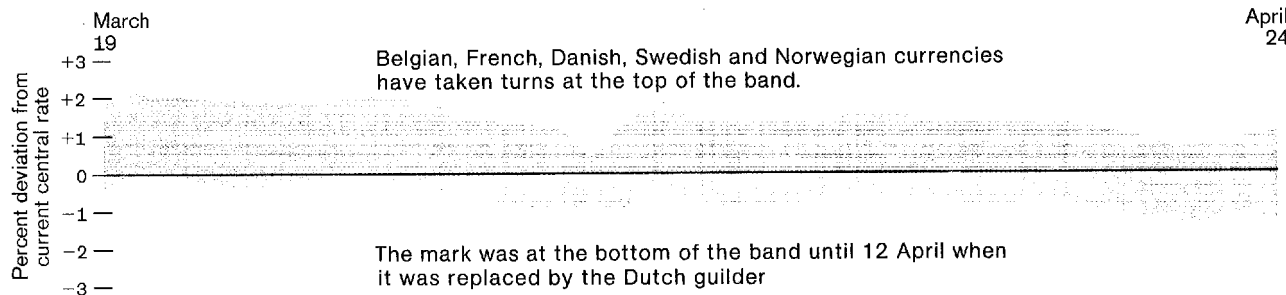 March
19
April
24
Belgian, French, Danish, Swedish and Norwegian currencies
have taken turns at the top of the band.
Percent deviation from
current central rate
+3
+2
+1
0
−1
−2
−3
The mark was at the bottom of the band until 12 April when
it was replaced by the Dutch guilder